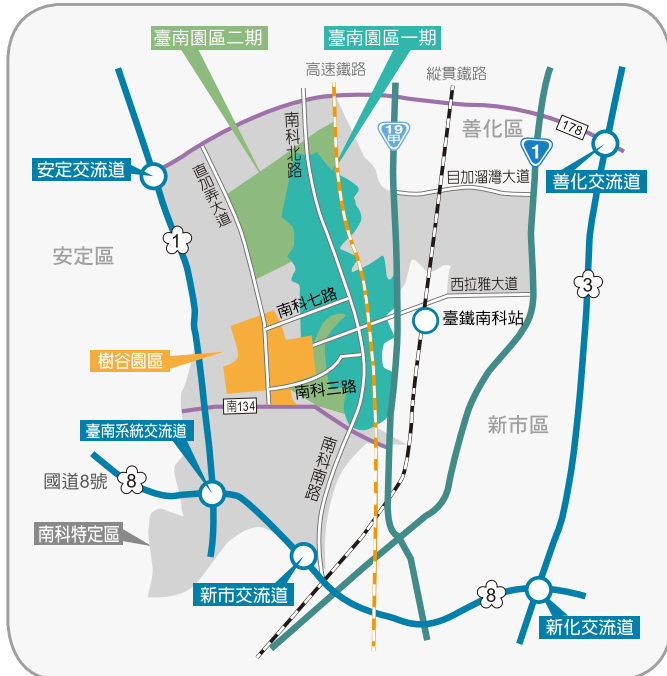 臺南園區二期
臺南園區一期
高速鐵路
縱貫鐵路
19甲
善化區
178
1
南科北路
直加弄大道
安定交流道
目加溜灣大道
善化交流道
1
安定區
西拉雅大道
3
南科七路
臺鐵南科站
樹谷園區
南科三路
南134
新市區
臺南系統交流道
南科南路
國道8號
8
南科特定區
新市交流道
8
新化交流道